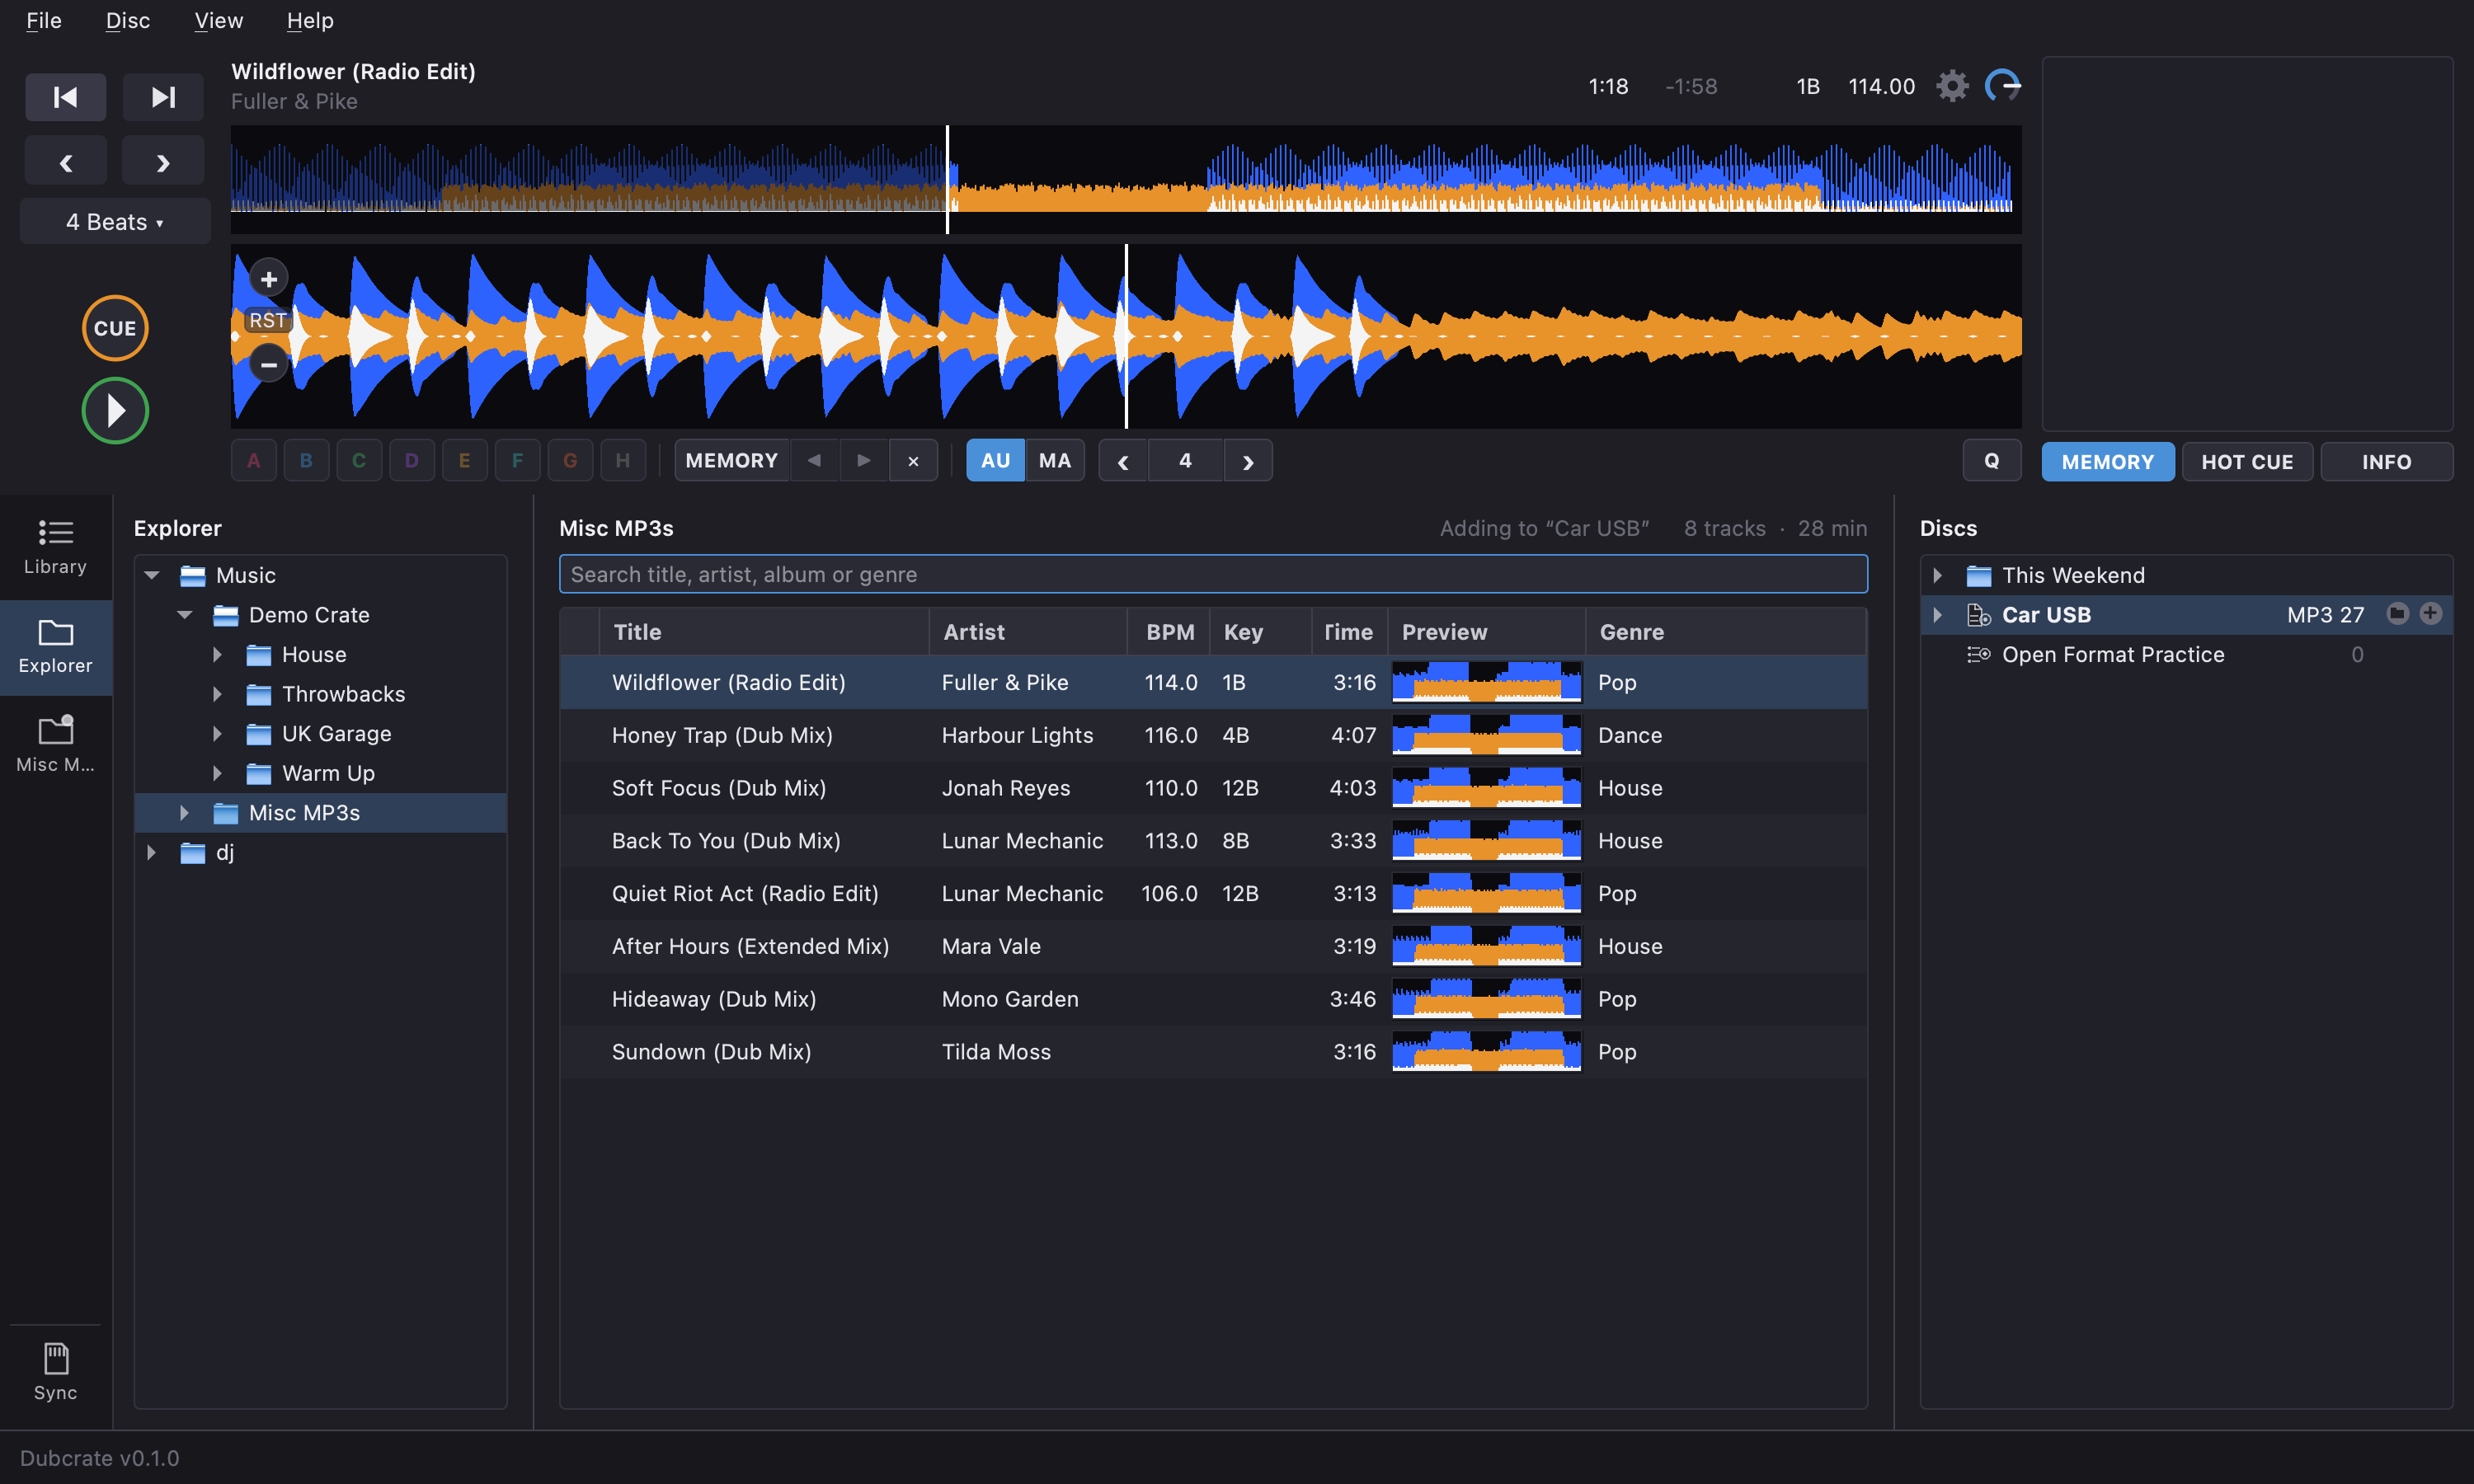 File Disc View Help
Wildflower (Radio Edit)
Fuller & Pike
1:18 -1:58 1B 114.00
4 Beats
RST
CUE
A B C D E F G H MEMORY AU MA 4 Q MEMORY HOT CUE INFO
Library
Explorer
Misc M...
Sync
Explorer
Music
Demo Crate
House
Throwbacks
UK Garage
Warm Up
Misc MP3s
dj
Misc MP3s Adding to “Car USB” 8 tracks · 28 min
Search title, artist, album or genre
Title Artist BPM Key Time Preview Genre
Wildflower (Radio Edit) Fuller & Pike 114.0 1B 3:16 Pop
Honey Trap (Dub Mix) Harbour Lights 116.0 4B 4:07 Dance
Soft Focus (Dub Mix) Jonah Reyes 110.0 12B 4:03 House
Back To You (Dub Mix) Lunar Mechanic 113.0 8B 3:33 House
Quiet Riot Act (Radio Edit) Lunar Mechanic 106.0 12B 3:13 Pop
After Hours (Extended Mix) Mara Vale 3:19 House
Hideaway (Dub Mix) Mono Garden 3:46 Pop
Sundown (Dub Mix) Tilda Moss 3:16 Pop
Discs
This Weekend
Car USB MP3 27
Open Format Practice 0
Dubcrate v0.1.0